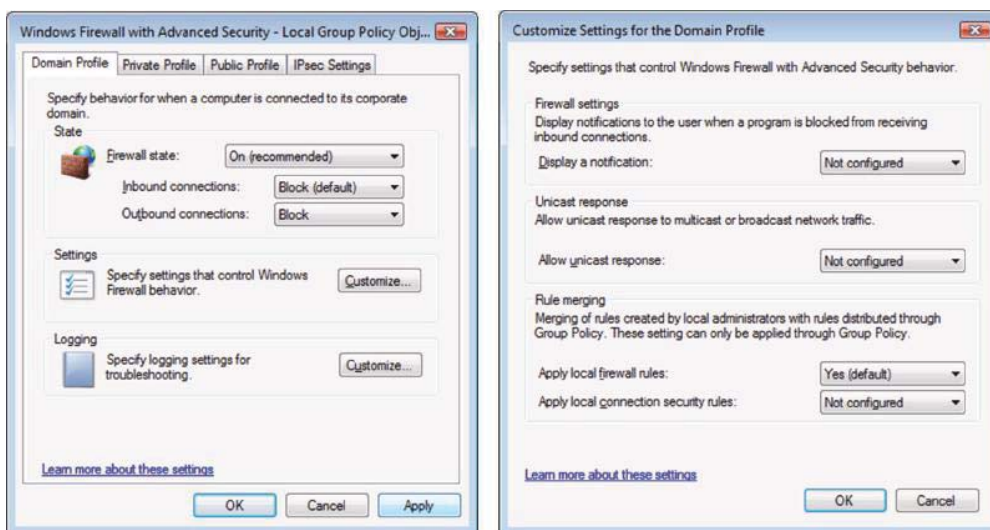 Windows Firewall with Advanced Security - Local Group Policy Obj...
Domain Profile
Private Profile
Public Profile
IPsec Settings
Specify behavior for when a computer is connected to its corporate
domain.
State
Firewall state:
On (recommended)
Inbound connections:
Block (default)
Outbound connections:
Block
Settings
Specify settings that control Windows
Firewall behavior.
Customize...
Logging
Specify logging settings for
troubleshooting.
Customize...
Learn more about these settings
OK
Cancel
Apply
Customize Settings for the Domain Profile
Specify settings that control Windows Firewall with Advanced Security behavior.
Firewall settings
Display notifications to the user when a program is blocked from receiving
inbound connections.
Display a notification:
Not configured
Unicast response
Allow unicast response to multicast or broadcast network traffic.
Allow unicast response:
Not configured
Rule merging
Merging of rules created by local administrators with rules distributed through
Group Policy. These setting can only be applied through Group Policy.
Apply local firewall rules:
Yes (default)
Apply local connection security rules:
Not configured
Learn more about these settings
OK
Cancel